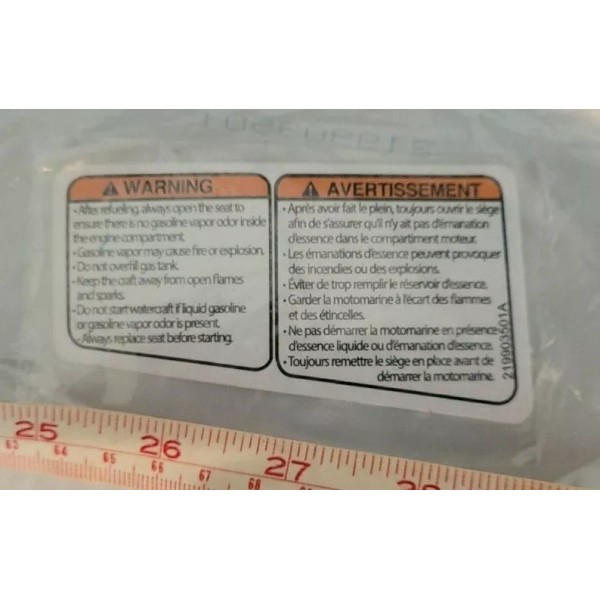 WARNING
• After refueling, always open the seat to
ensure there is no gasoline vapor odor inside
the engine compartment.
• Gasoline vapor may cause fire or explosion.
• Do not overfill gas tank.
• Keep the craft away from open flames
and sparks.
• Do not start watercraft if liquid gasoline
or gasoline vapor odor is present.
• Always replace seat before starting.
AVERTISSEMENT
• Après avoir fait le plein, toujours ouvrir le siège
afin de s'assurer qu'il n'y ait pas d'émanation
d'essence dans le compartiment moteur.
• Les émanations d'essence peuvent provoquer
des incendies ou des explosions.
• Éviter de trop remplir le réservoir d'essence.
• Garder la motomarine à l'écart des flammes
et des étincelles.
• Ne pas démarrer la motomarine en présence
d'essence liquide ou d'émanation d'essence.
• Toujours remettre le siège en place avant de
démarrer la motomarine.
219903501A
25 26 27 28
63 64 65 66 67 68